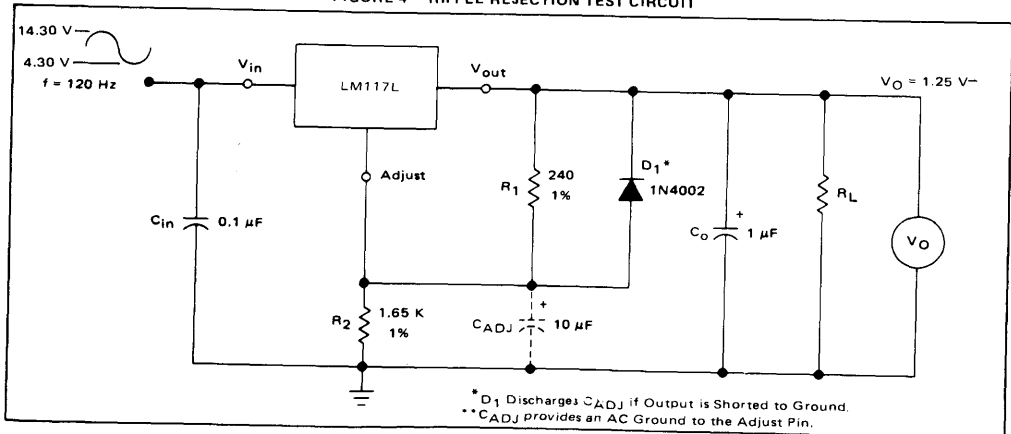 FIGURE 4 — RIPPLE REJECTION TEST CIRCUIT
14.30 V
4.30 V
f = 120 Hz
Vin
LM117L
Vout
VO = 1.25 V
Adjust
Cin
0.1 µF
R1
240
1%
D1*
1N4002
Co
+
1 µF
RL
VO
R2
1.65 K
1%
CADJ
+
10 µF
*D1 Discharges CADJ if Output is Shorted to Ground.
**CADJ provides an AC Ground to the Adjust Pin.